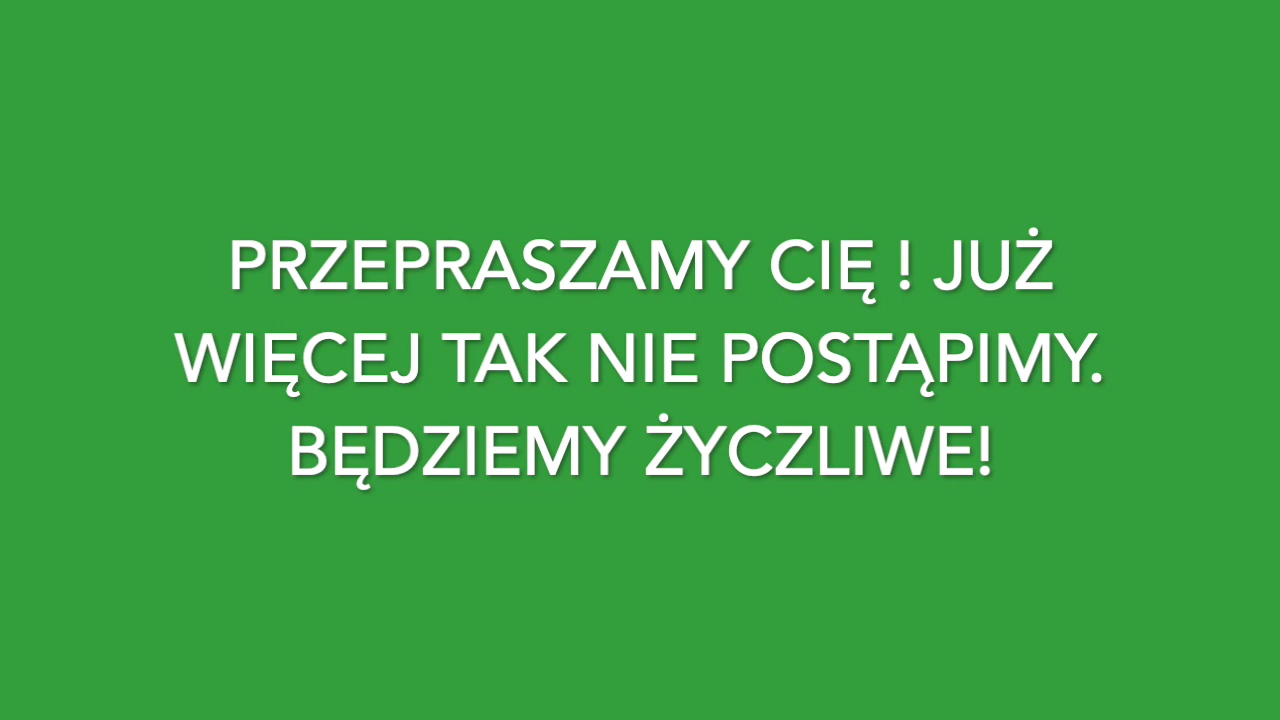 PRZEPRASZAMY CIĘ ! JUŻ
WIĘCEJ TAK NIE POSTĄPIMY.
BĘDZIEMY ŻYCZLIWE!